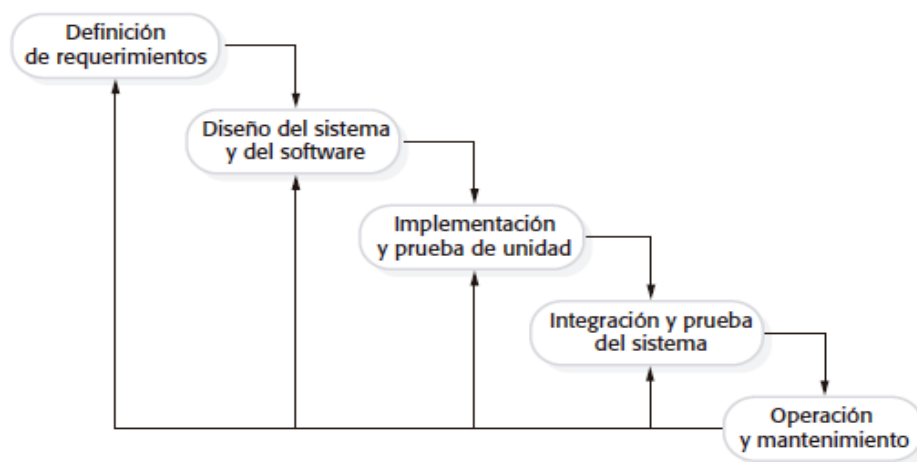 Definición
de requerimientos
Diseño del sistema
y del software
Implementación
y prueba de unidad
Integración y prueba
del sistema
Operación
y mantenimiento